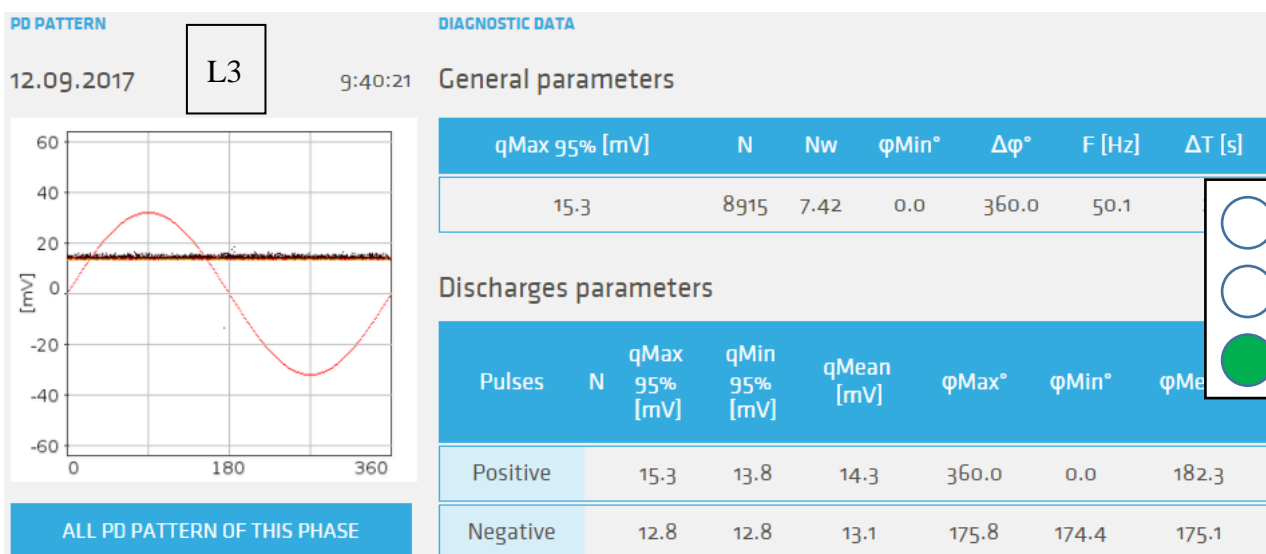 PD PATTERN
12.09.2017 L3 9:40:21
60
40
20
0
-20
-40
-60
[mV]
0 180 360
ALL PD PATTERN OF THIS PHASE
DIAGNOSTIC DATA
General parameters
qMax 95% [mV] N Nw φMin° Δφ° F [Hz] ΔT [s]
15.3 8915 7.42 0.0 360.0 50.1
Discharges parameters
Pulses N qMax 95% [mV] qMin 95% [mV] qMean [mV] φMax° φMin°
Positive 15.3 13.8 14.3 360.0 0.0 182.3
Negative 12.8 12.8 13.1 175.8 174.4 175.1